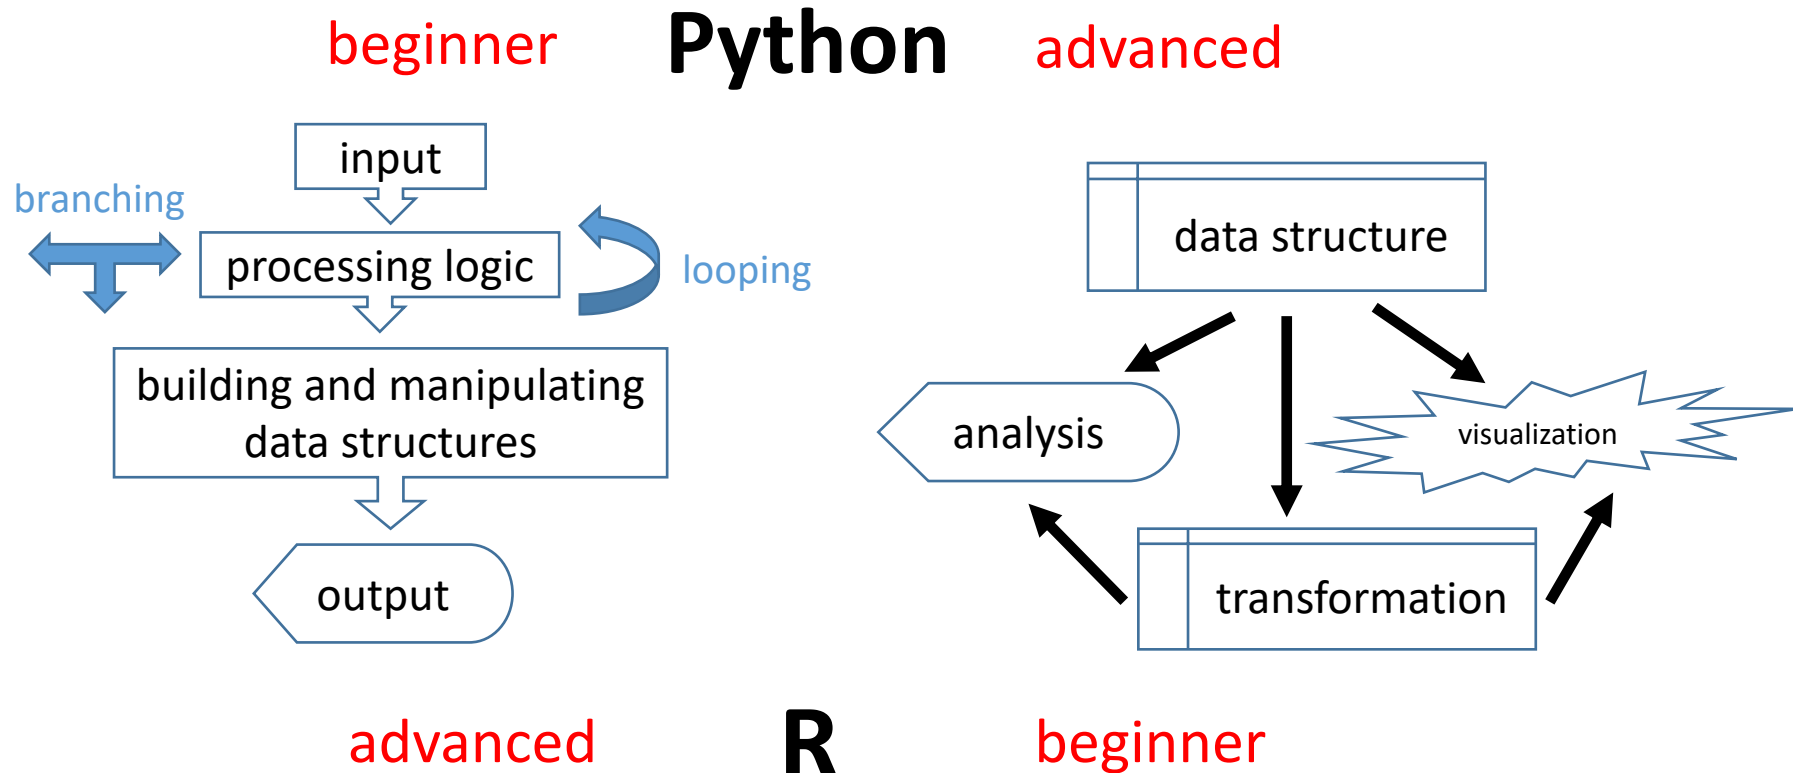 beginner Python advanced
input
branching
processing logic
looping
building and manipulating
data structures
output
data structure
analysis
visualization
transformation
advanced R beginner